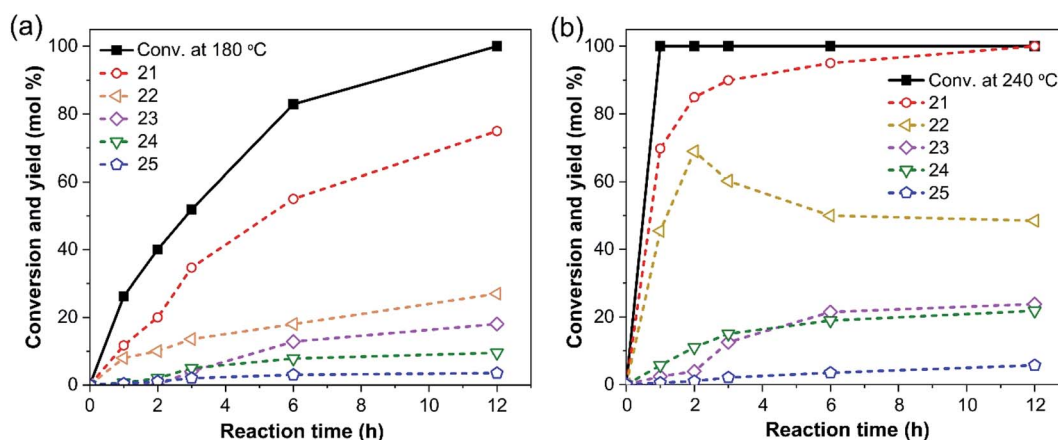 (a)
Conversion and yield (mol %)
100
80
60
40
20
0
Conv. at 180 °C
21
22
23
24
25
0 2 4 6 8 10 12
Reaction time (h)
(b)
Conversion and yield (mol %)
100
80
60
40
20
0
Conv. at 240 °C
21
22
23
24
25
0 2 4 6 8 10 12
Reaction time (h)